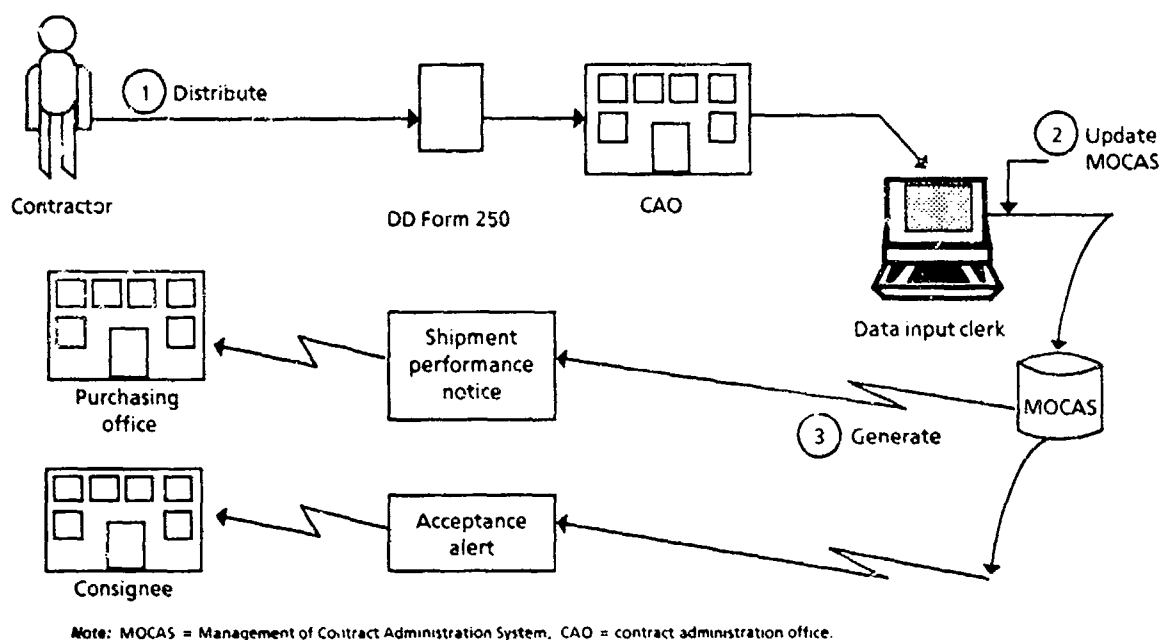 1 Distribute
2 Update
MOCAS
Contractor
DD Form 250
CAO
Data input clerk
Shipment
performance
notice
Purchasing
office
MOCAS
3 Generate
Acceptance
alert
Consignee
Note: MOCAS = Management of Contract Administration System, CAO = contract administration office.